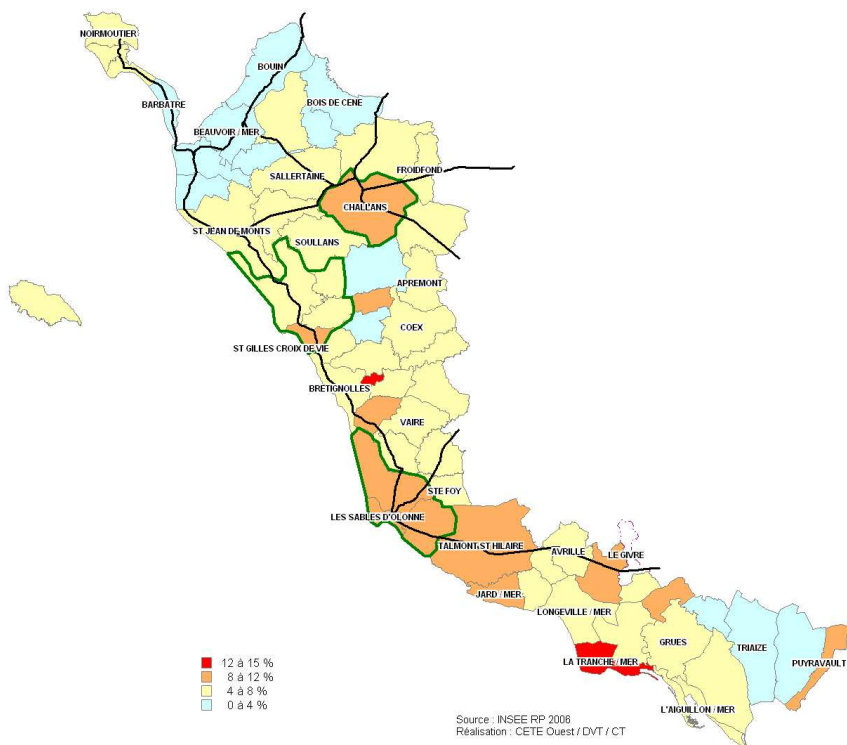 NOIRMOUTIER
BOUIN
BARBATRE
BOIS DE CENE
BEAUVOIR / MER
FROIDFOND
SALLERTAINE
CHALLANS
ST JEAN DE MONTS
SOULLANS
APREMONT
COEX
ST GILLES CROIX DE VIE
BRETIGNOLLES
VAIRE
STE FOY
LES SABLES D'OLONNE
TALMONT ST HILAIRE
AVRILLE
LE GIVRE
JARD / MER
LONGEVILLE / MER
GRUES
TRIAIZE
LA TRANCHE / MER
PUYRAVAULT
L'AIGUILLON / MER
12 à 15 %
8 à 12 %
4 à 8 %
0 à 4 %
Source : INSEE RP 2006
Réalisation : CETE Ouest / DVT / CT